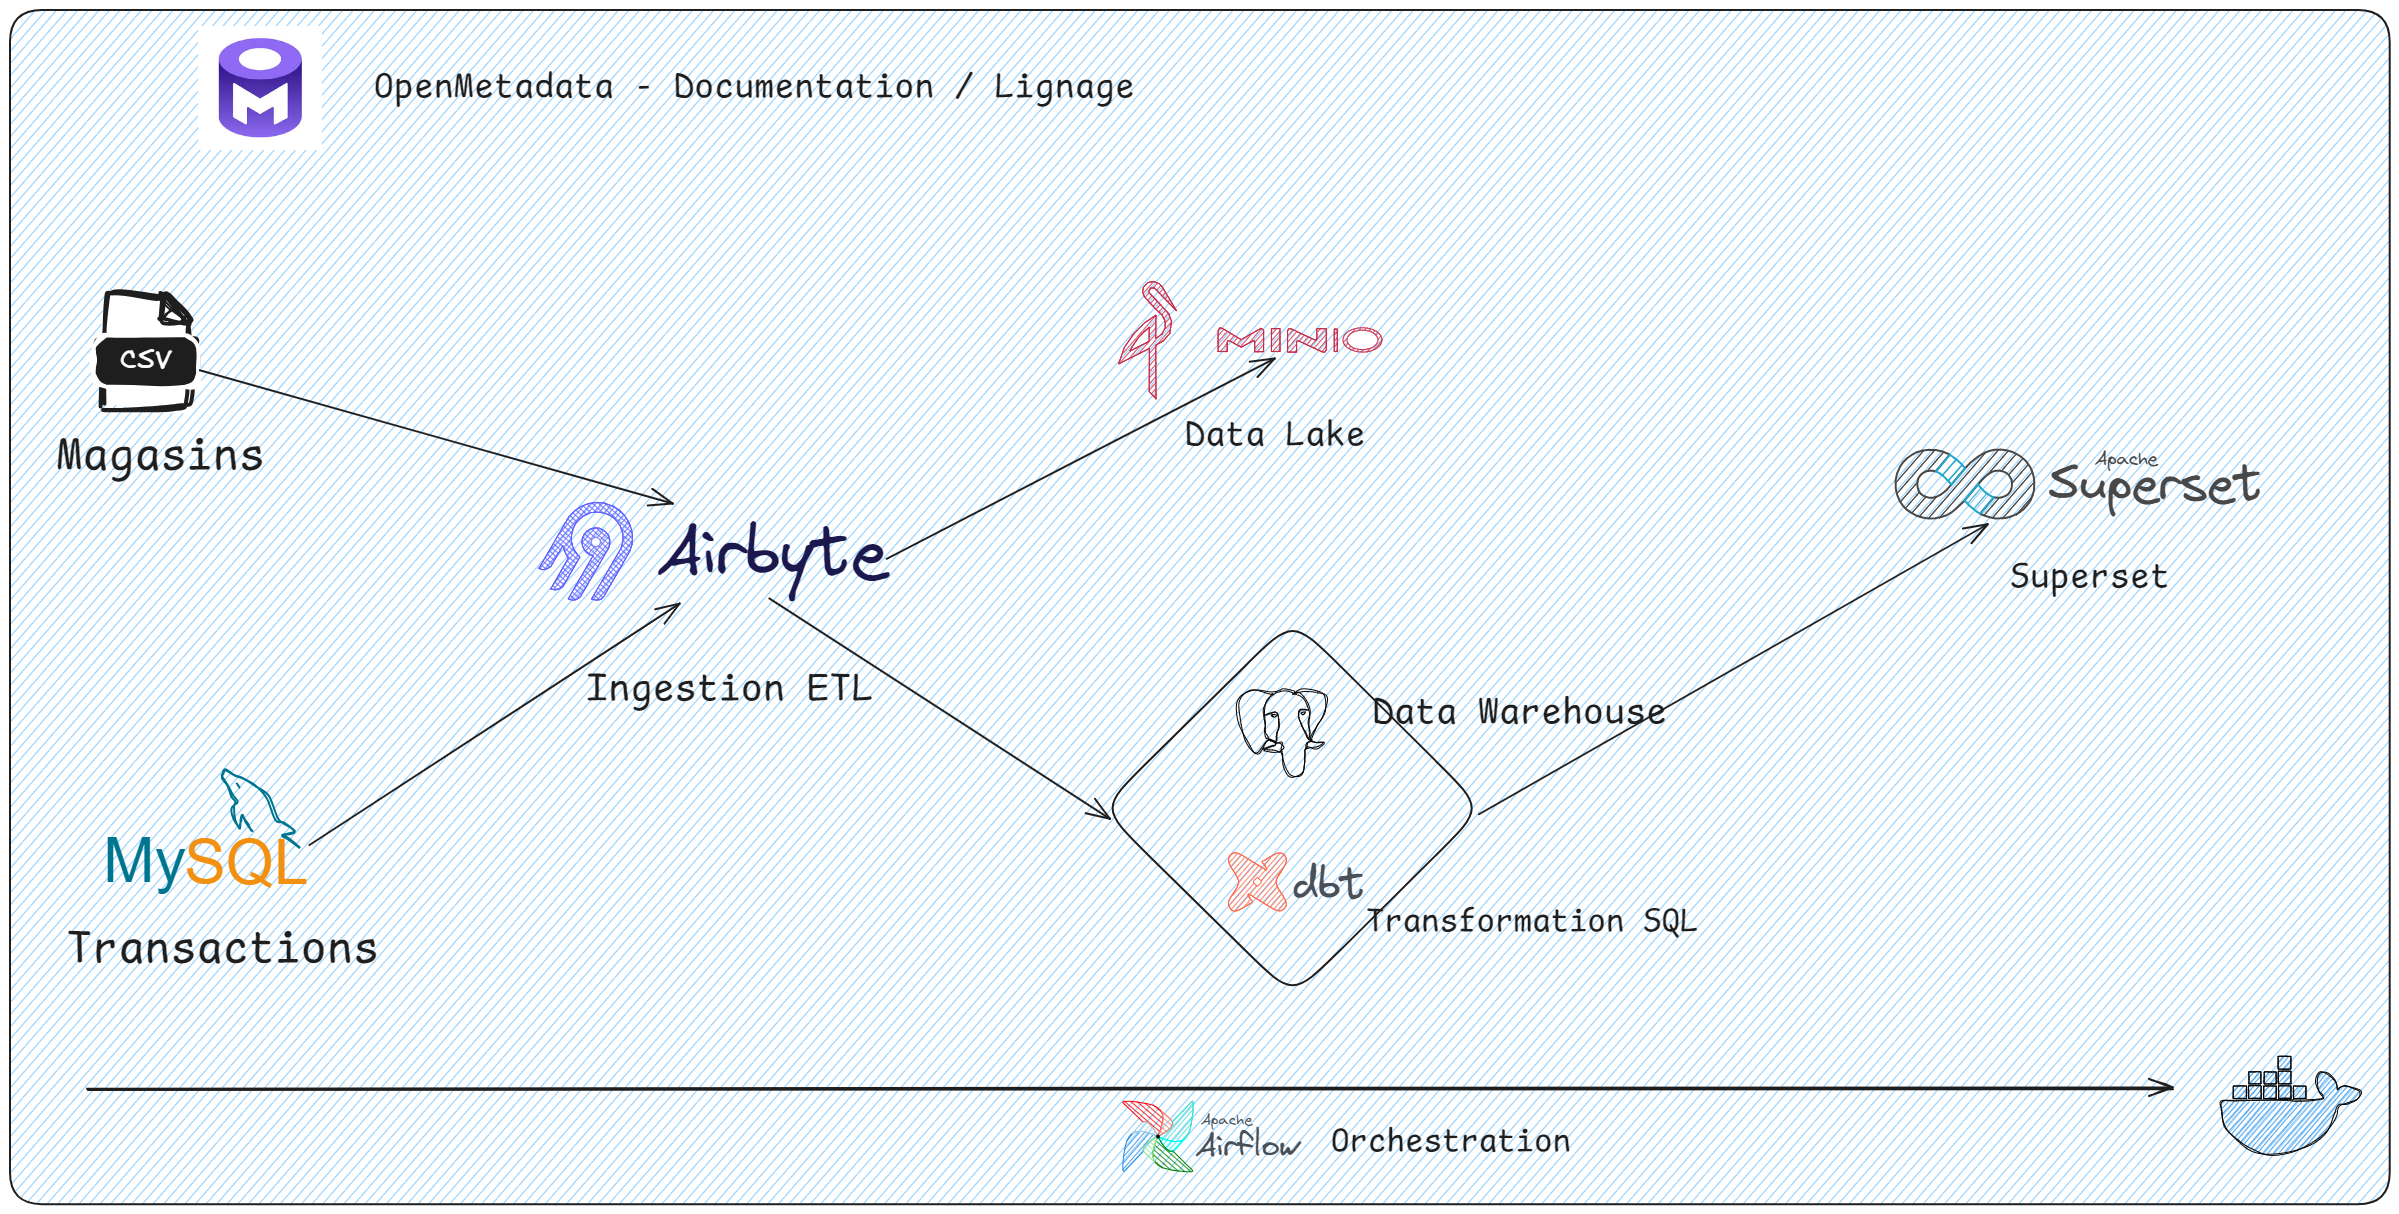 M
OpenMetadata - Documentation / Lignage
CSV
Magasins
MINIO
Data Lake
Apache
Superset
Superset
Airbyte
Ingestion ETL
Data Warehouse
MySQL
Transactions
dbt
Transformation SQL
Apache
Airflow
Orchestration